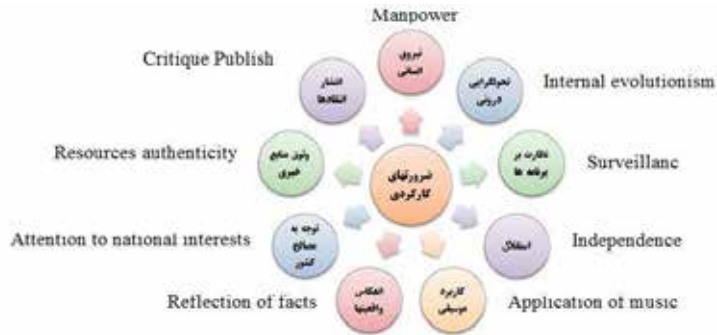 Manpower
نیروی
انسانی
Critique Publish
انتشار
انتقادها
تحولگرایی
درونی
Internal evolutionism
Resources authenticity
وثوق منابع
خبری
ضرورتهای
کارکردی
نظارت بر
برنامه ها
Surveillanc
Attention to national interests
توجه به
مصالح
کشور
استقلال
Independence
Reflection of facts
انعکاس
واقعیتها
کاربرد
موسیقی
Application of music